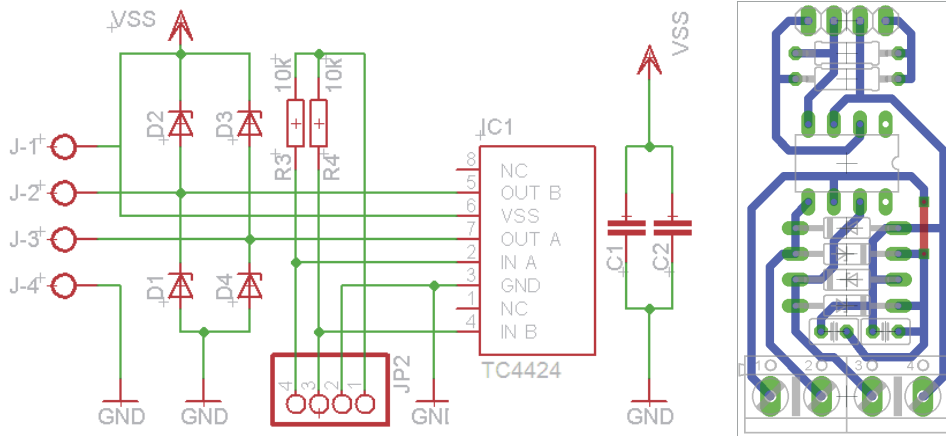 VSS
VSS
10k
10k
D2
D3
R3
R4
IC1
J-1
J-2
J-3
J-4
8 NC
5 OUT B
6 VSS
7 OUT A
2 IN A
3 GND
1 NC
4 IN B
TC4424
D1
D4
C1
C2
4 3 2 1
JP2
GND
GND
GND
GND
1 2 3 4